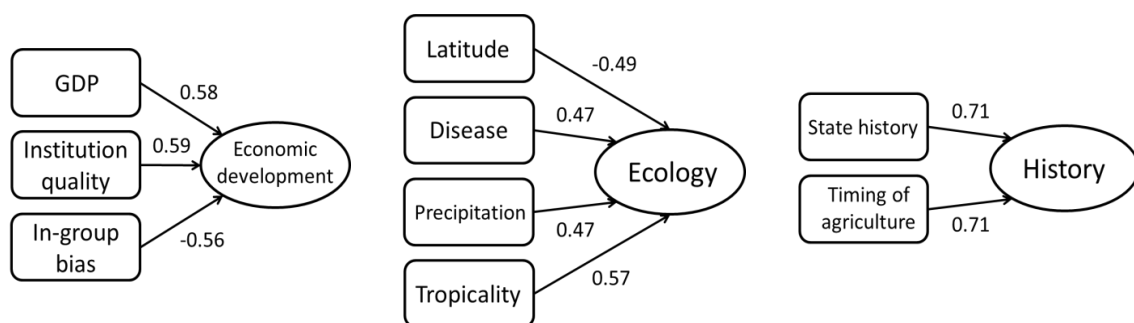 GDP
0.58
Institution
quality
0.59
Economic
development
In-group
bias
-0.56
Latitude
-0.49
Disease
0.47
Ecology
Precipitation
0.47
Tropicality
0.57
State history
0.71
History
Timing of
agriculture
0.71